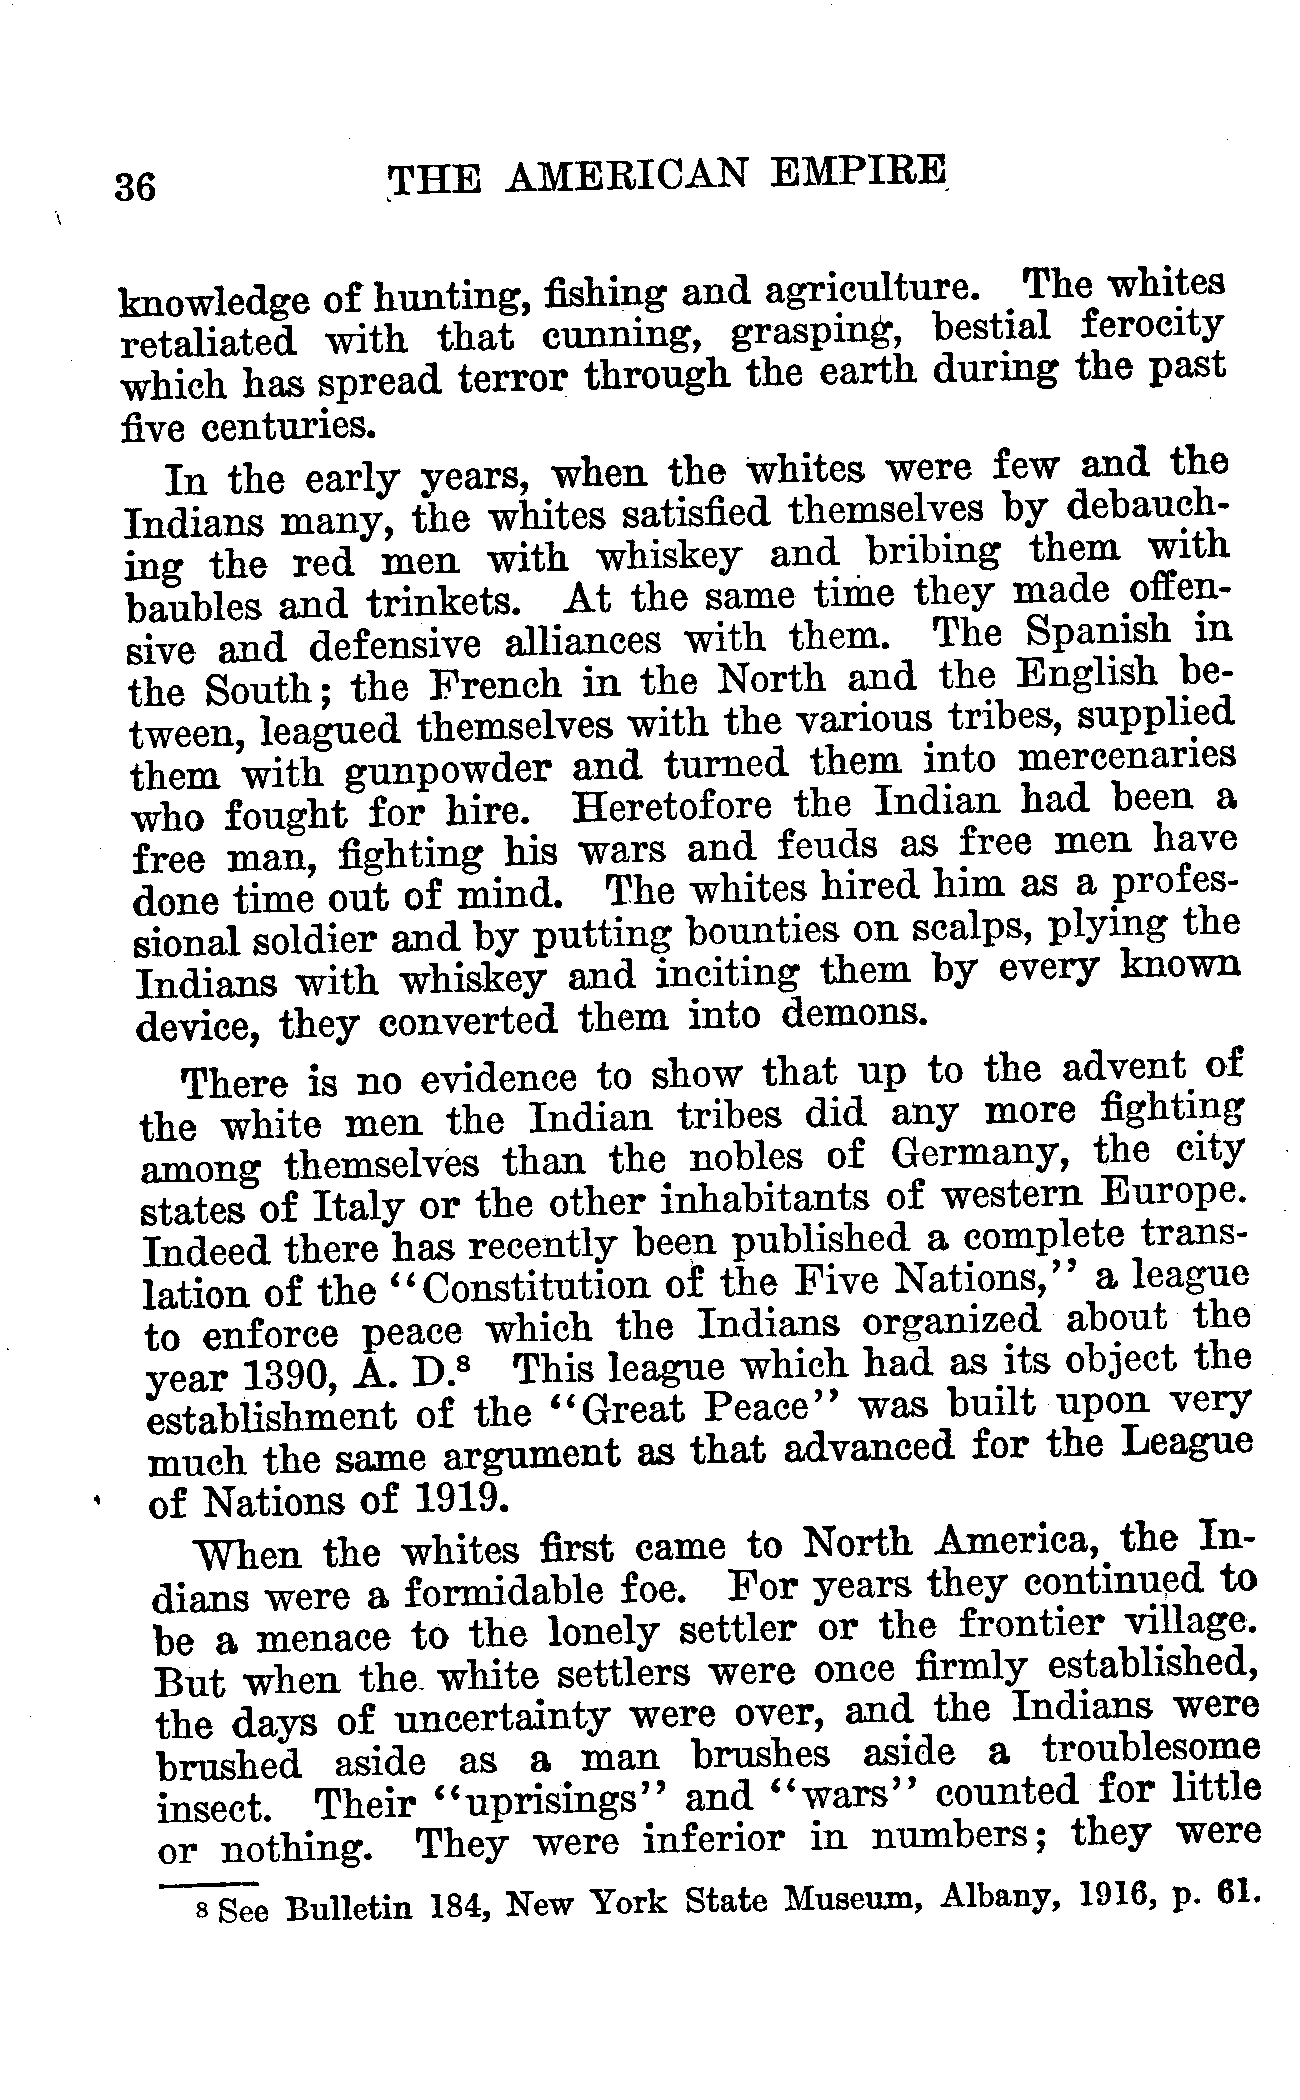 36 THE AMERICAN EMPIRE
knowledge of hunting, fishing and agriculture. The whites
retaliated with that cunning, grasping, bestial ferocity
which has spread terror through the earth during the past
five centuries.
In the early years, when the whites were few and the
Indians many, the whites satisfied themselves by debauch-
ing the red men with whiskey and bribing them with
baubles and trinkets. At the same time they made offen-
sive and defensive alliances with them. The Spanish in
the South; the French in the North and the English be-
tween, leagued themselves with the various tribes, supplied
them with gunpowder and turned them into mercenaries
who fought for hire. Heretofore the Indian had been a
free man, fighting his wars and feuds as free men have
done time out of mind. The whites hired him as a profes-
sional soldier and by putting bounties on scalps, plying the
Indians with whiskey and inciting them by every known
device, they converted them into demons.
There is no evidence to show that up to the advent of
the white men the Indian tribes did any more fighting
among themselves than the nobles of Germany, the city
states of Italy or the other inhabitants of western Europe.
Indeed there has recently been published a complete trans-
lation of the "Constitution of the Five Nations," a league
to enforce peace which the Indians organized about the
year 1390, A. D.⁸ This league which had as its object the
establishment of the "Great Peace" was built upon very
much the same argument as that advanced for the League
of Nations of 1919.
When the whites first came to North America, the In-
dians were a formidable foe. For years they continued to
be a menace to the lonely settler or the frontier village.
But when the white settlers were once firmly established,
the days of uncertainty were over, and the Indians were
brushed aside as a man brushes aside a troublesome
insect. Their "uprisings" and "wars" counted for little
or nothing. They were inferior in numbers; they were
⁸ See Bulletin 184, New York State Museum, Albany, 1916, p. 61.